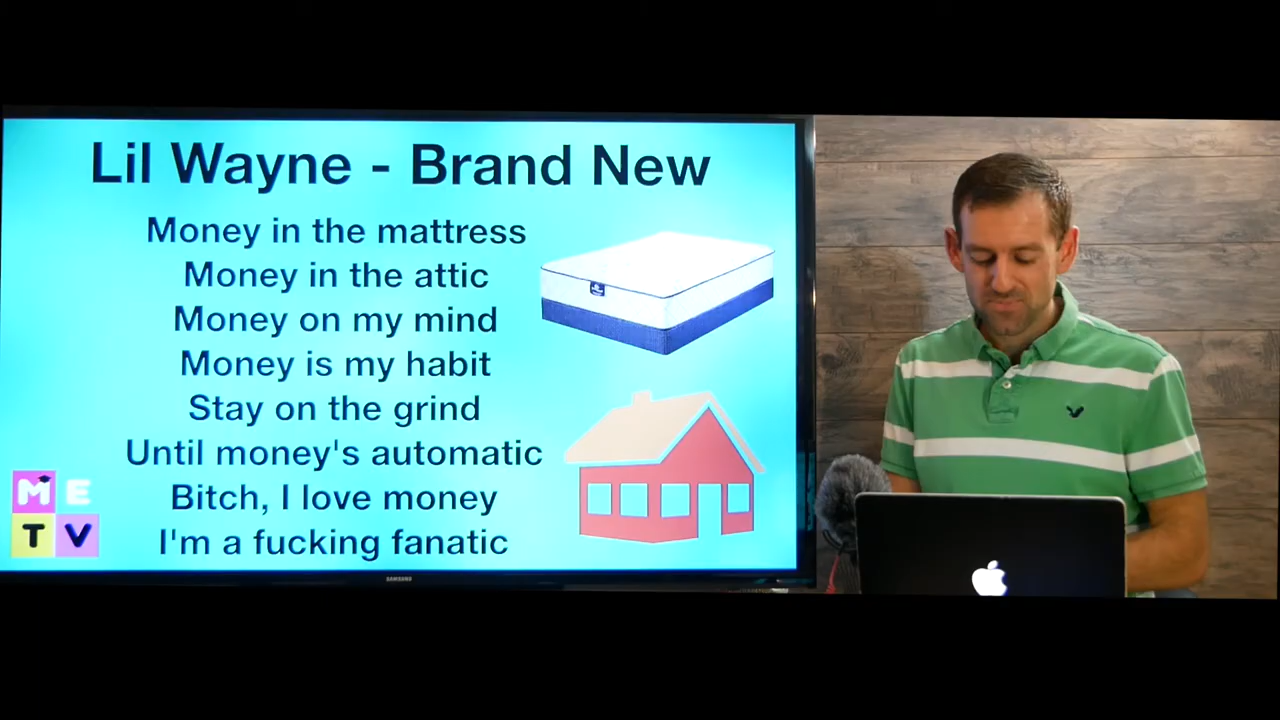 Lil Wayne - Brand New
Money in the mattress
Money in the attic
Money on my mind
Money is my habit
Stay on the grind
Until money's automatic
Bitch, I love money
I'm a fucking fanatic
M E
T V
SAMSUNG